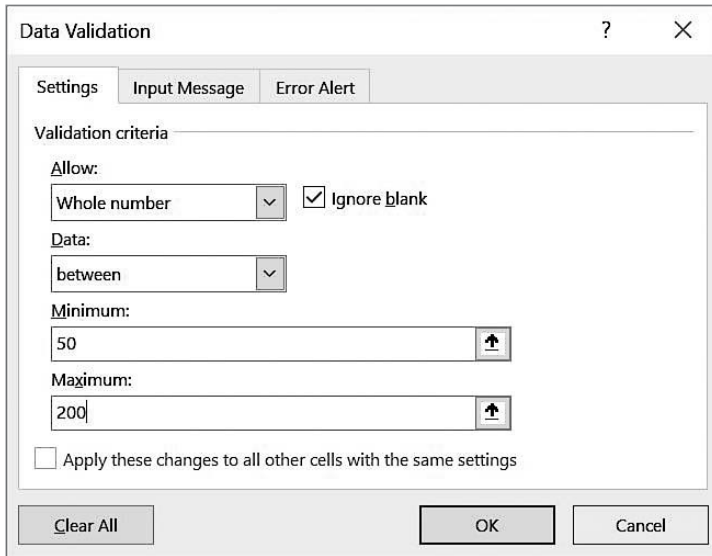 Data Validation ?
Settings Input Message Error Alert
Validation criteria
Allow:
Whole number Ignore blank
Data:
between
Minimum:
50
Maximum:
200
Apply these changes to all other cells with the same settings
Clear All OK Cancel